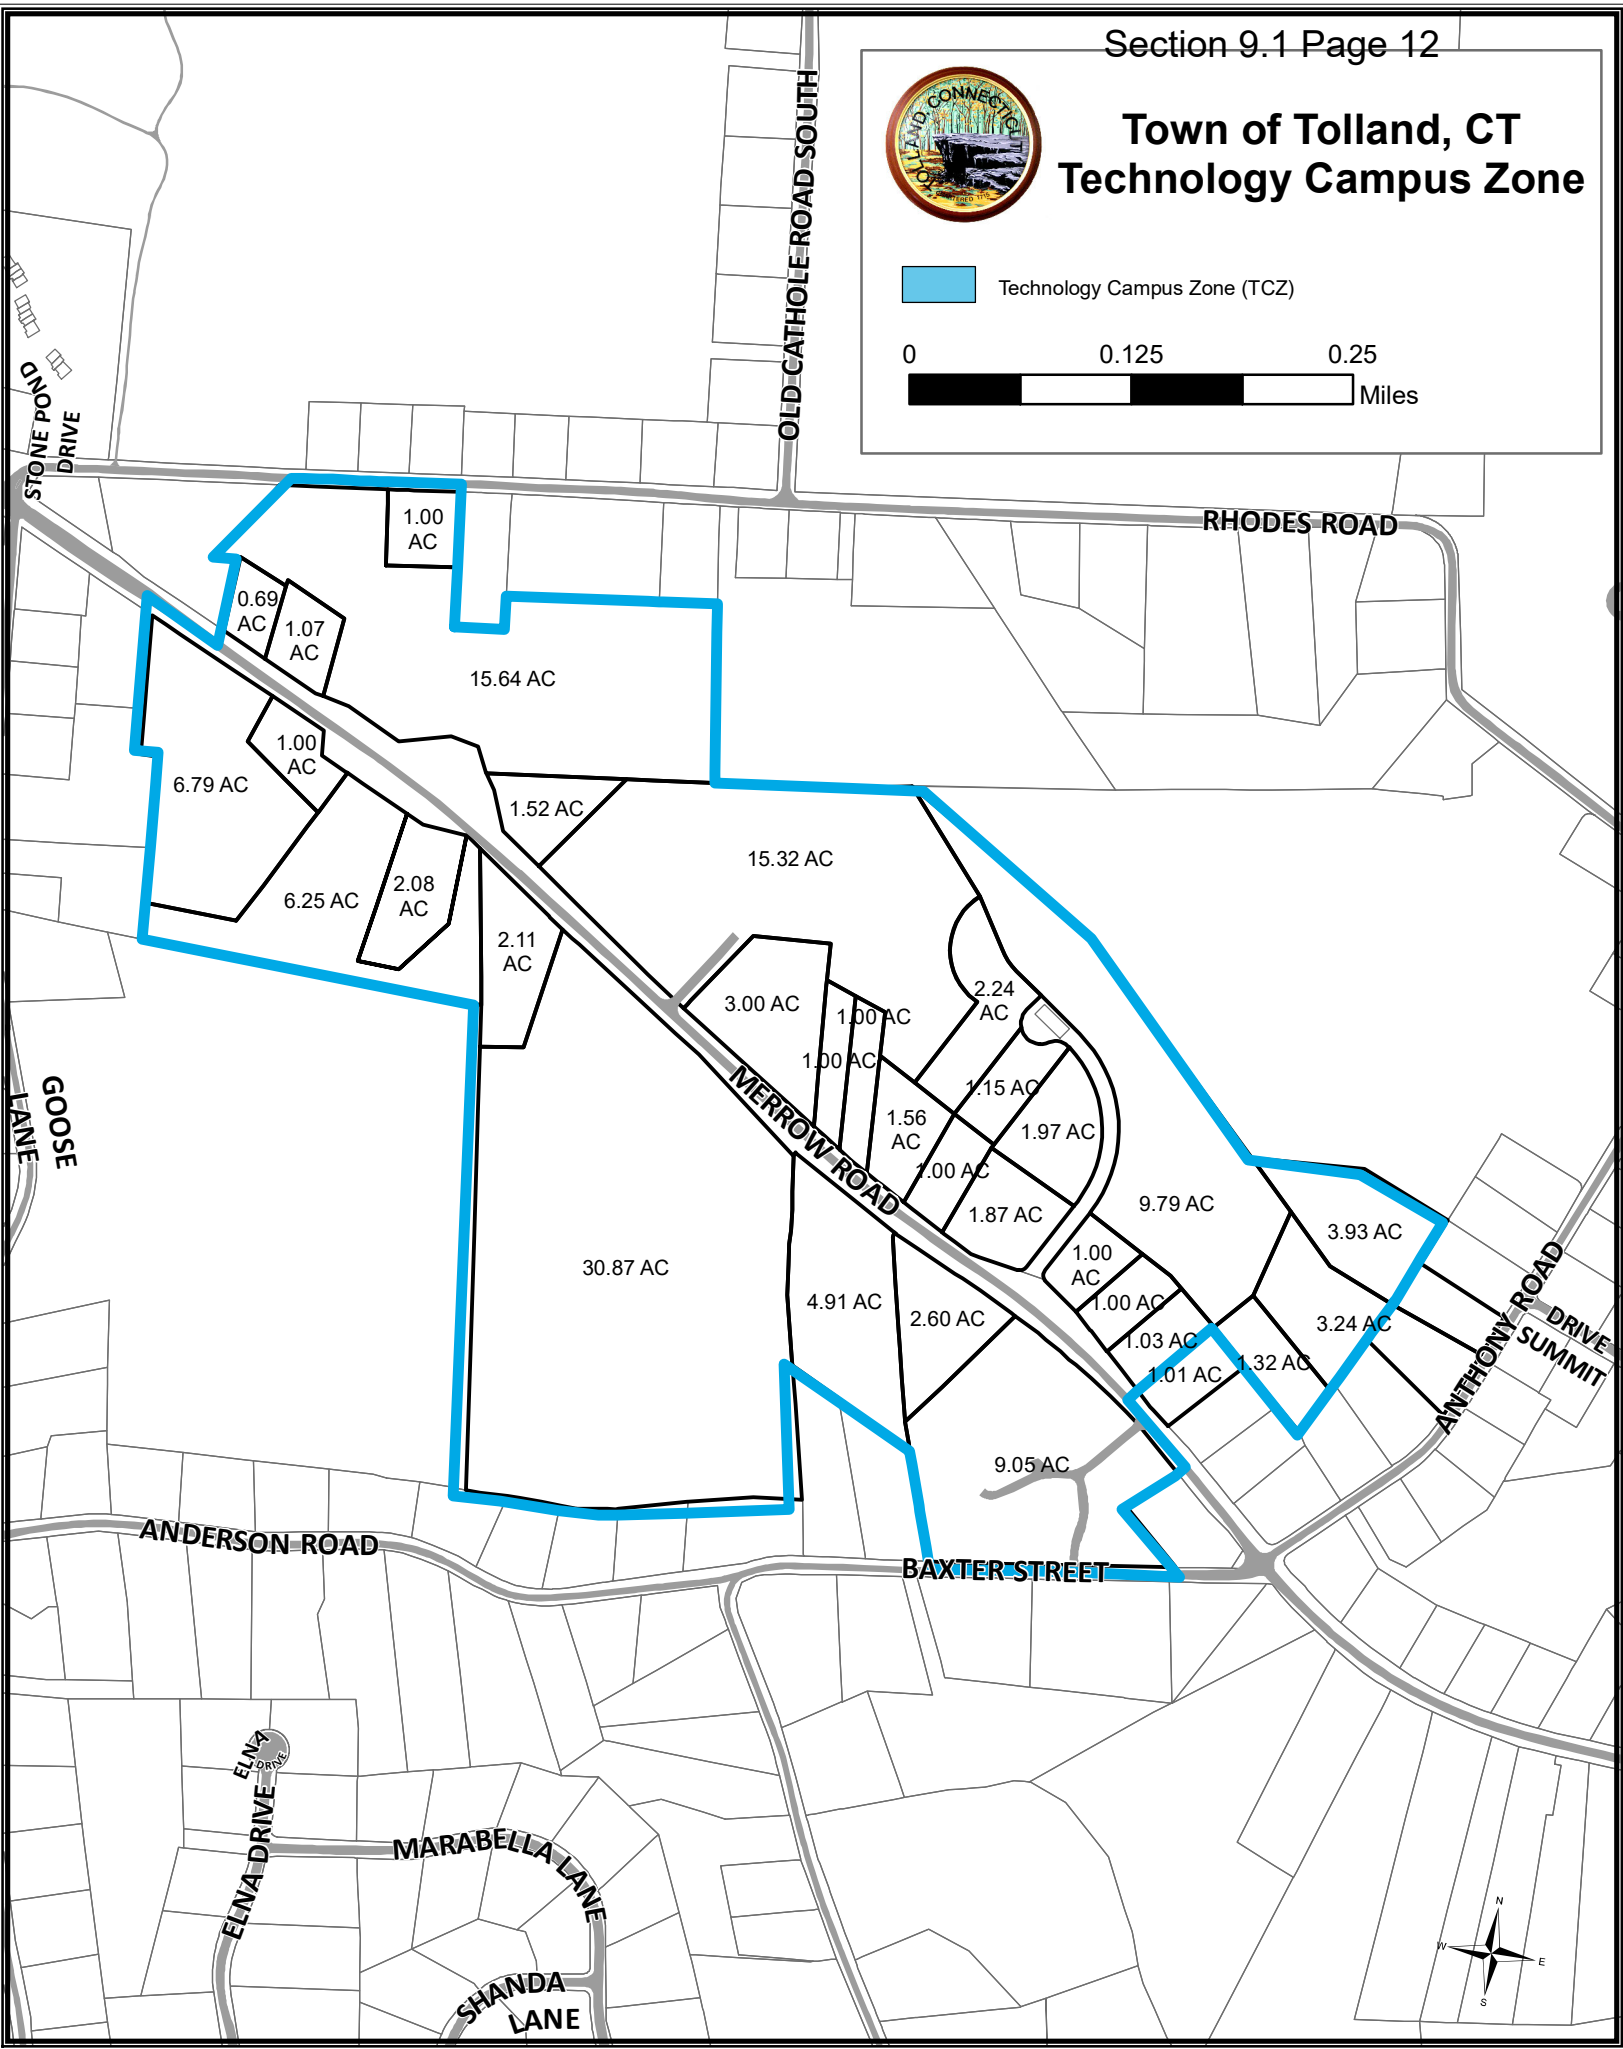 Section 9.1 Page 12
TOLLAND, CONNECTICUT
Town of Tolland, CT
Technology Campus Zone
Technology Campus Zone (TCZ)
0 0.125 0.25
Miles
OLD CATHOLE ROAD SOUTH
STONE POND
DRIVE
RHODES ROAD
1.00
AC
0.69
AC
1.07
AC
15.64 AC
1.00
AC
6.79 AC
1.52 AC
15.32 AC
2.08
AC
6.25 AC
2.11
AC
2.24
AC
3.00 AC
1.00 AC
1.00 AC
1.15 AC
1.56
AC
1.97 AC
1.00 AC
1.87 AC
MERROW ROAD
GOOSE
LANE
9.79 AC
3.93 AC
1.00
AC
30.87 AC
4.91 AC
2.60 AC
1.00 AC
1.03 AC
3.24 AC
1.32 AC
1.01 AC
9.05 AC
ANTHONY ROAD
DRIVE
SUMMIT
ANDERSON ROAD
BAXTER STREET
ELNA
DRIVE
ELNA DRIVE
MARABELLA LANE
SHANDA
LANE
N
W
E
S